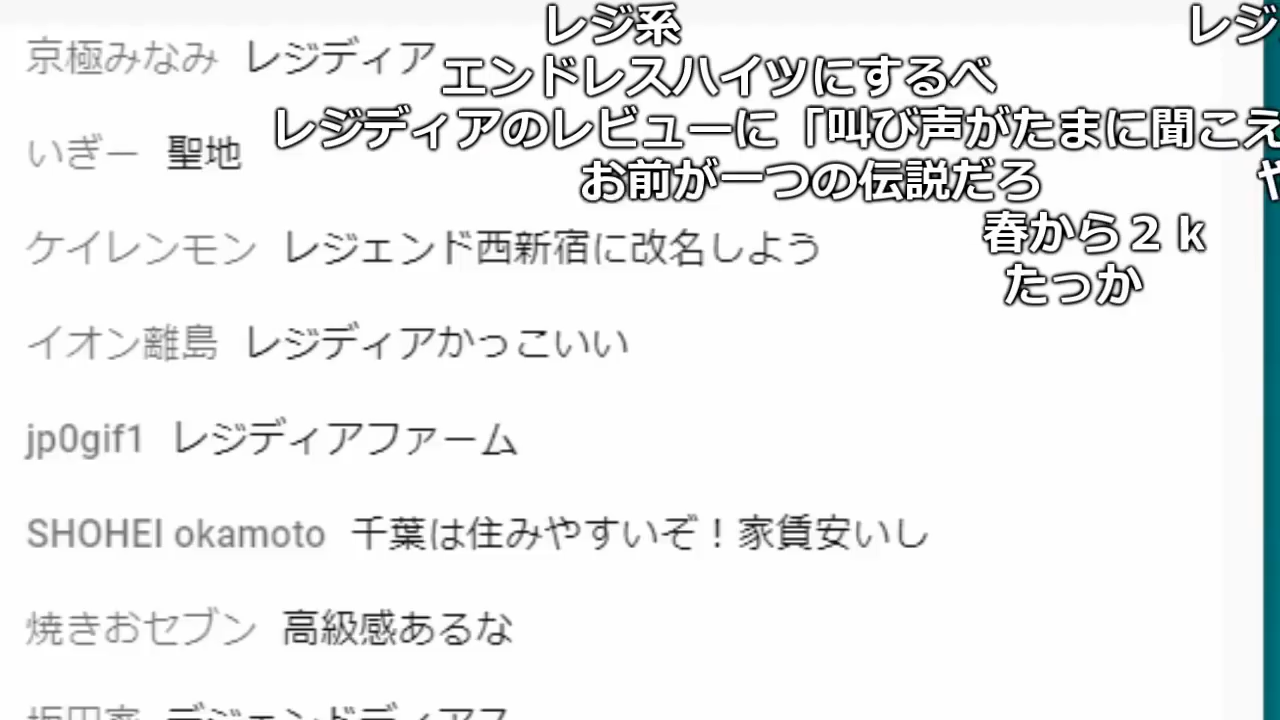 レジ系
レジ
京極みなみ レジディア
エンドレスハイツにするべ
レジディアのレビューに「叫び声がたまに聞こえ
いぎー 聖地
お前が一つの伝説だろ
や
春から２ｋ
ケイレンモン レジェンド西新宿に改名しよう
たっか
イオン離島 レジディアかっこいい
jp0gif1 レジディアファーム
SHOHEI okamoto 千葉は住みやすいぞ！家賃安いし
焼きおセブン 高級感あるな